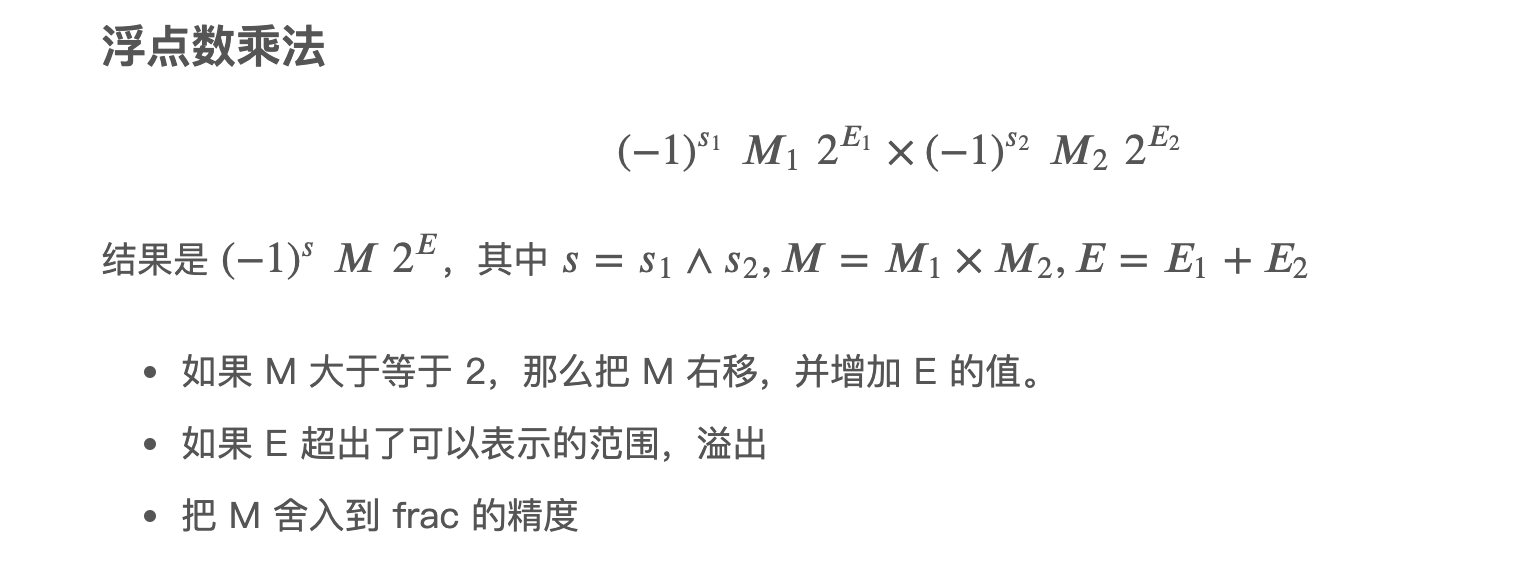 浮点数乘法
(−1)^{s_1} M_1 2^{E_1} × (−1)^{s_2} M_2 2^{E_2}
结果是 (−1)^s M 2^E，其中 s = s_1 ∧ s_2, M = M_1 × M_2, E = E_1 + E_2
• 如果 M 大于等于 2，那么把 M 右移，并增加 E 的值。
• 如果 E 超出了可以表示的范围，溢出
• 把 M 舍入到 frac 的精度